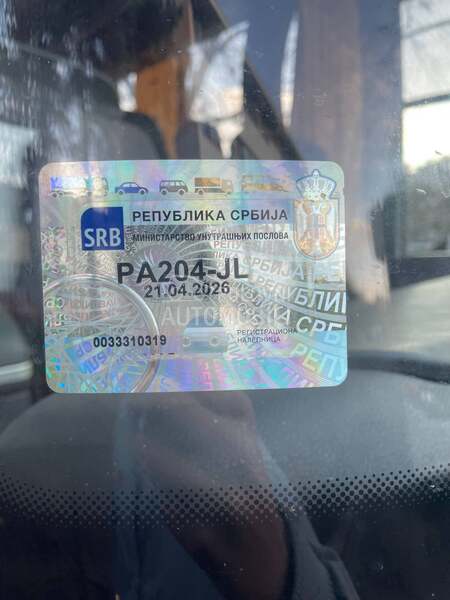 SRB
РЕПУБЛИКА СРБИЈА
МИНИСТАРСТВО УНУТРАШЊИХ ПОСЛОВА
PA204-JL
21.04.2026
0033310319
РЕГИСТРАЦИОНА
НАЛЕПНИЦА